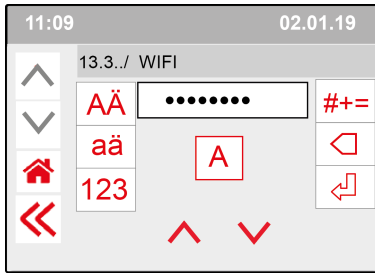 11:09 02.01.19
13.3../ WIFI
AÄ •••••••• #+=
aä A
123